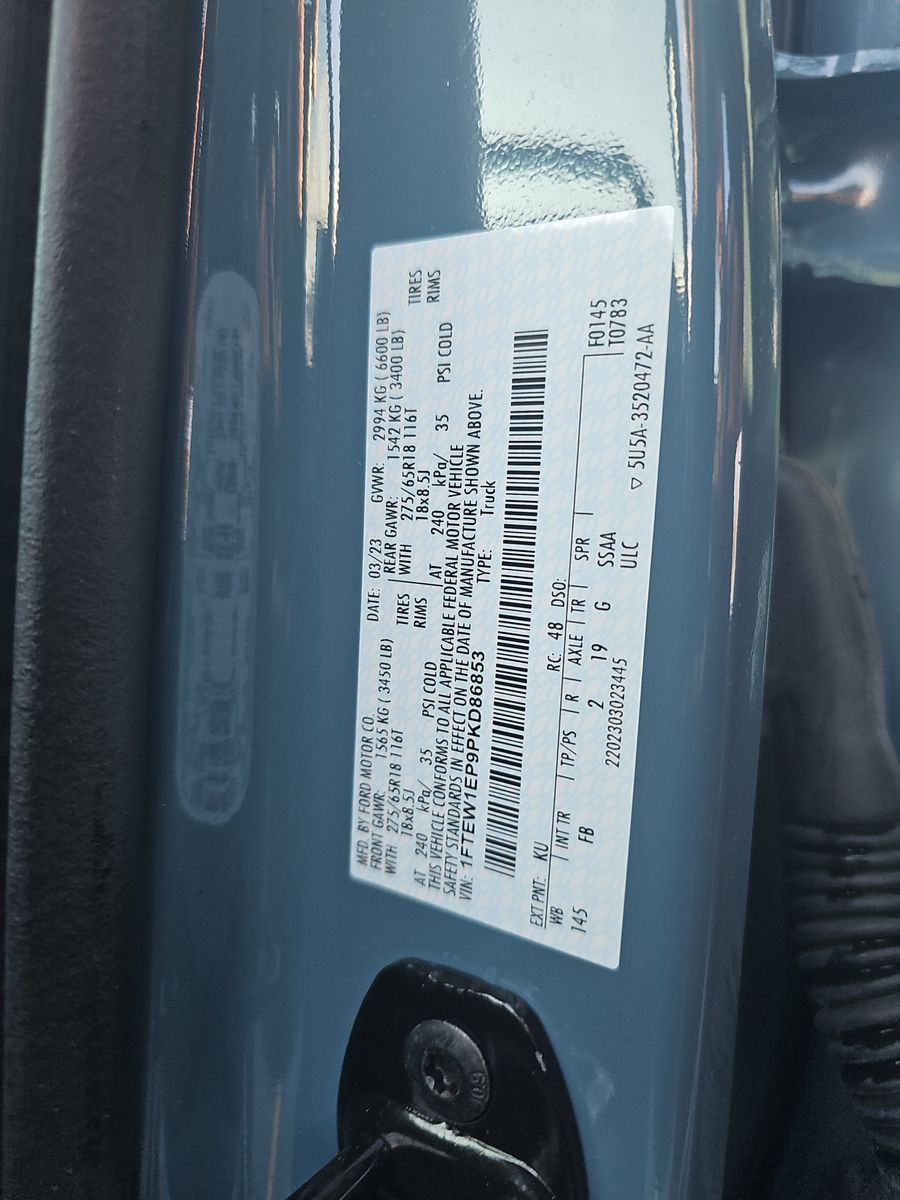 MFD. BY FORD MOTOR CO.
DATE: 03/23 GVWR: 2994 KG ( 6600 LB)
FRONT GAWR: 1565 KG ( 3450 LB) REAR GAWR: 1542 KG ( 3400 LB)
WITH 275/65R18 116T TIRES WITH 275/65R18 116T TIRES
18x8.5J RIMS 18x8.5J RIMS
AT 240 kPa/ 35 PSI COLD AT 240 kPa/ 35 PSI COLD
THIS VEHICLE CONFORMS TO ALL APPLICABLE FEDERAL MOTOR VEHICLE
SAFETY STANDARDS IN EFFECT ON THE DATE OF MANUFACTURE SHOWN ABOVE.
VIN: 1FTEW1EP9PKD86853 TYPE: Truck
EXT PNT: KU RC: 48 DSO: F0145
WB INT TR TP/PS R AXLE TR SPR T0783
145 FB 2 19 G SSAA
2202303023445 ULC
▽ 5U5A-3520472-AA
60